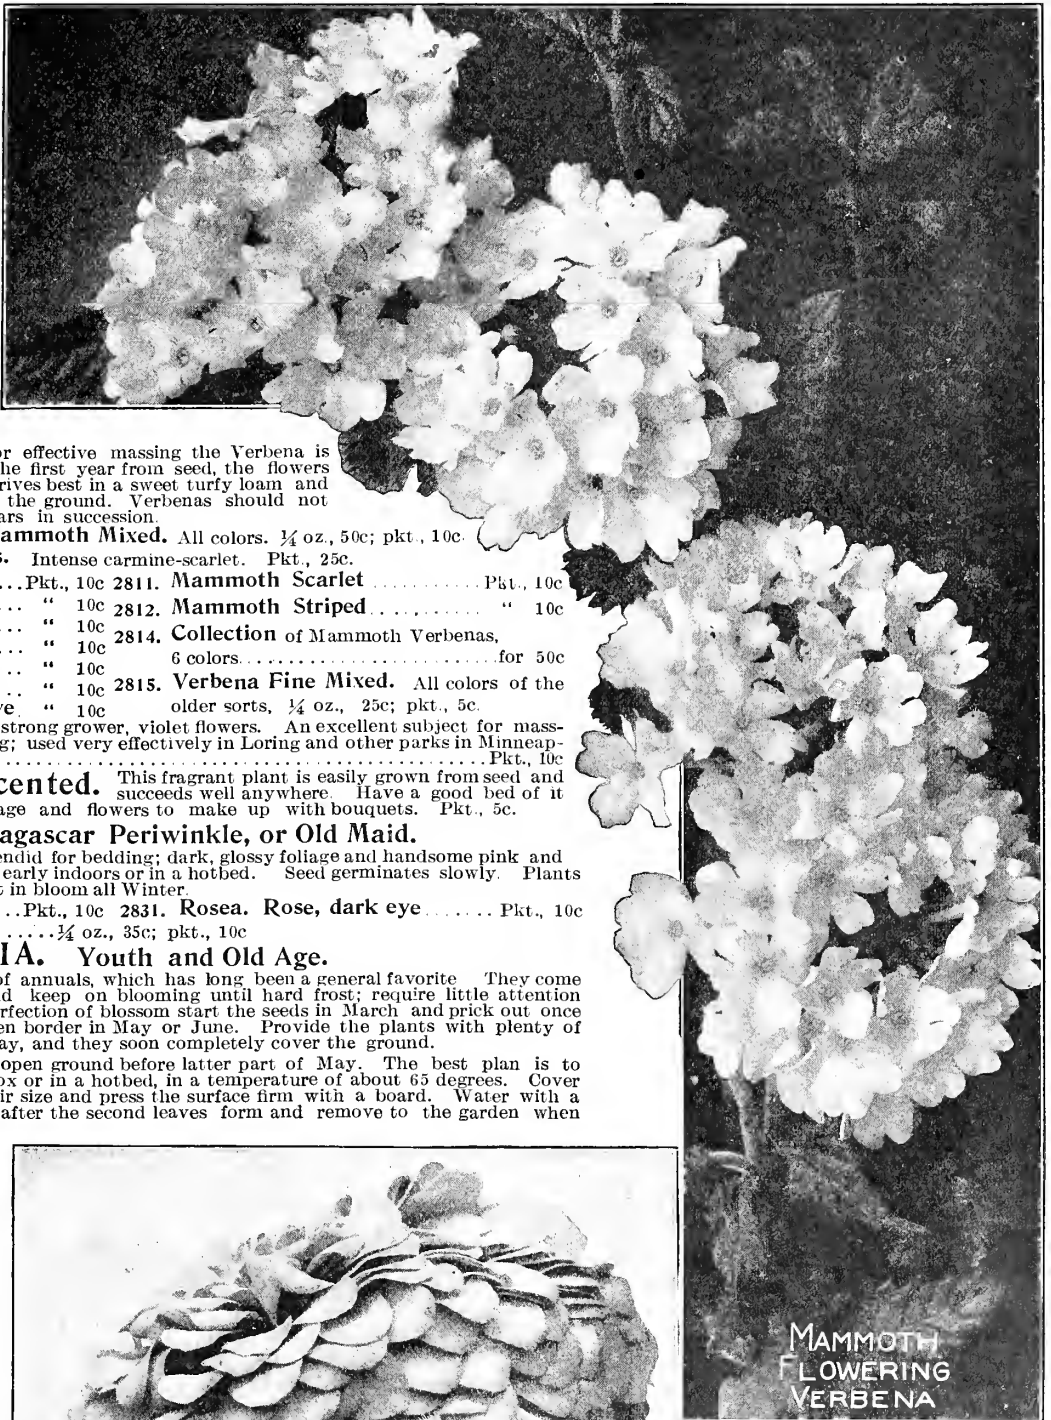 or effective massing the Verbena is
he first year from seed, the flowers
rives best in a sweet turfy loam and
the ground. Verbenas should not
ars in succession.
ammoth Mixed. All colors. ¼ oz., 50c; pkt., 10c.
s. Intense carmine-scarlet. Pkt., 25c.
...Pkt., 10c
... “ 10c
... “ 10c
... “ 10c
.. “ 10c
.. “ 10c
ve. “ 10c
2811. Mammoth Scarlet ........... Pkt., 10c
2812. Mammoth Striped........... “ 10c
2814. Collection of Mammoth Verbenas,
6 colors..........................for 50c
2815. Verbena Fine Mixed. All colors of the
older sorts, ¼ oz., 25c; pkt., 5c.
strong grower, violet flowers. An excellent subject for mass-
g; used very effectively in Loring and other parks in Minneap-
................................................Pkt., 10c
cented. This fragrant plant is easily grown from seed and
succeeds well anywhere. Have a good bed of it
age and flowers to make up with bouquets. Pkt., 5c.
agascar Periwinkle, or Old Maid.
endid for bedding; dark, glossy foliage and handsome pink and
early indoors or in a hotbed. Seed germinates slowly. Plants
t in bloom all Winter.
...Pkt., 10c 2831. Rosea. Rose, dark eye ....... Pkt., 10c
.....¼ oz., 35c; pkt., 10c
IA. Youth and Old Age.
of annuals, which has long been a general favorite They come
d keep on blooming until hard frost; require little attention
rfection of blossom start the seeds in March and prick out once
en border in May or June. Provide the plants with plenty of
ay, and they soon completely cover the ground.
open ground before latter part of May. The best plan is to
ox or in a hotbed, in a temperature of about 65 degrees. Cover
ir size and press the surface firm with a board. Water with a
after the second leaves form and remove to the garden when
MAMMOTH
FLOWERING
VERBENA